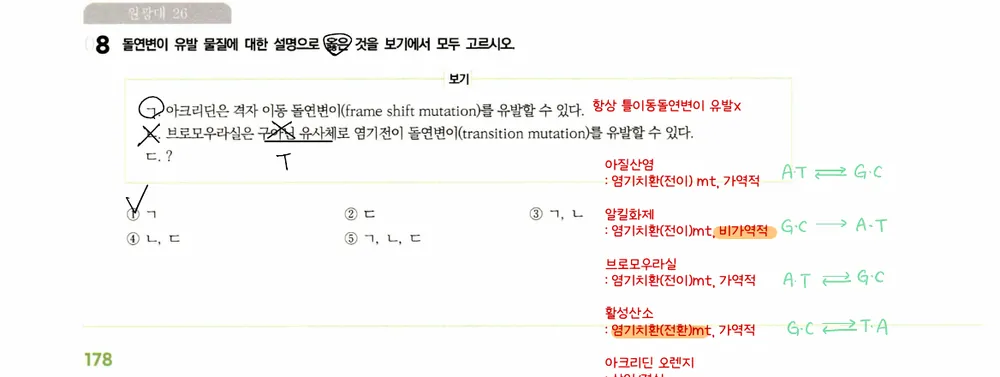 원광대 26
8 돌연변이 유발 물질에 대한 설명으로 옳은 것을 보기에서 모두 고르시오.
보기
ㄱ. 아크리딘은 격자 이동 돌연변이(frame shift mutation)를 유발할 수 있다. 항상 틀이동돌연변이 유발x
ㄴ. 브로모우라실은 구아닌 유사체로 염기전이 돌연변이(transition mutation)를 유발할 수 있다.
T
ㄷ. ?
아질산염
: 염기치환(전이) mt, 가역적 A·T ⇌ G·C
① ㄱ ② ㄷ ③ ㄱ, ㄴ
④ ㄴ, ㄷ ⑤ ㄱ, ㄴ, ㄷ
알킬화제
: 염기치환(전이)mt, 비가역적 G·C → A·T
브로모우라실
: 염기치환(전이)mt, 가역적 A·T ⇌ G·C
활성산소
: 염기치환(전환)mt, 가역적 G·C ⇌ T·A
178
아크리딘 오렌지